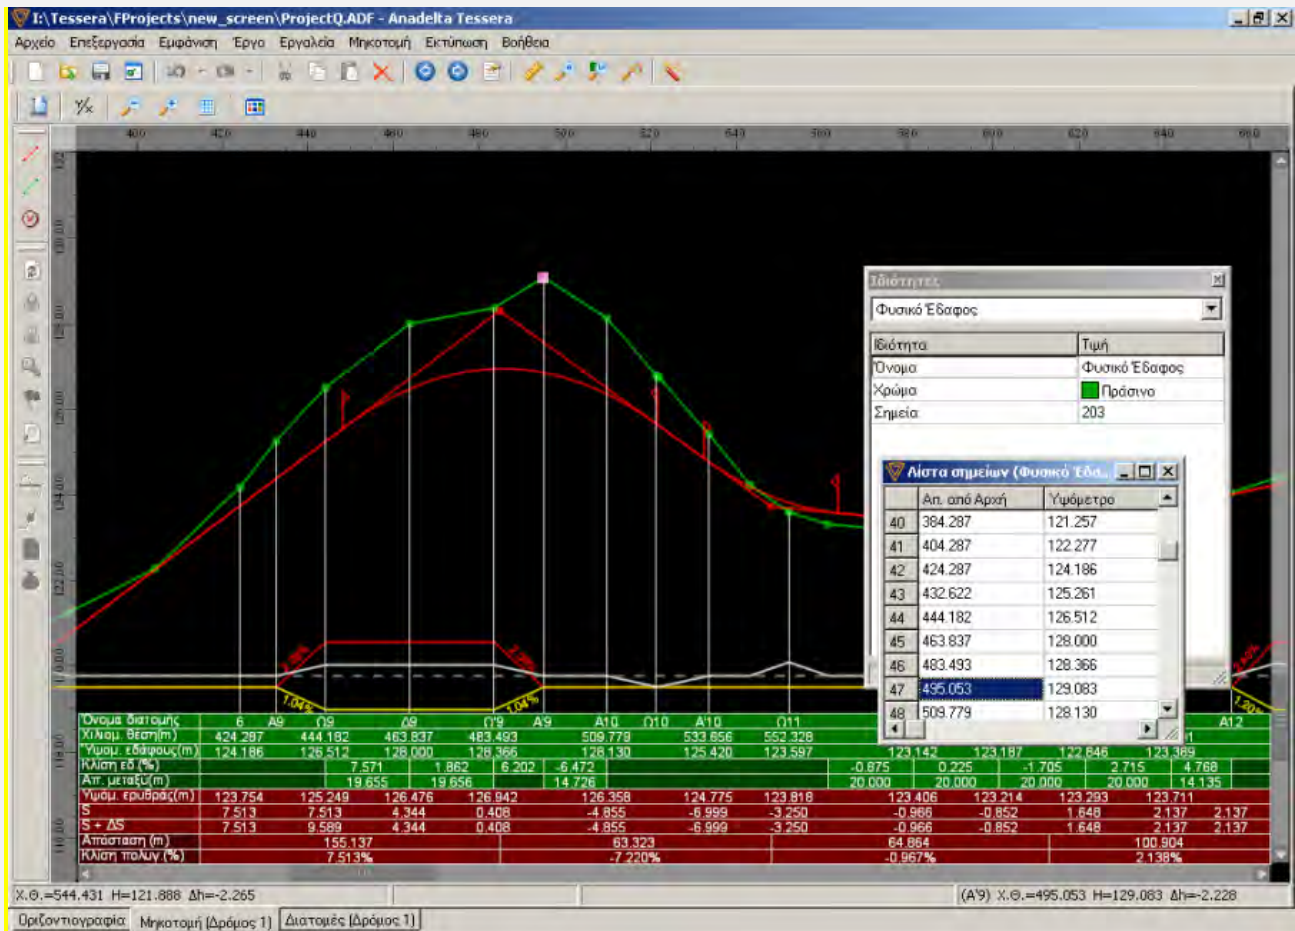 I:\Tessera\FProjects\new_screen\ProjectQ.ADF - Anadelta Tessera
Αρχείο Επεξεργασία Εμφάνιση Έργο Εργαλεία Μηκοτομή Εκτύπωση Βοήθεια
400 420 440 460 480 500 520 540 560 580 600 620 640 660
Ιδιότητες
Φυσικό Έδαφος
Ιδιότητα Τιμή
Όνομα Φυσικό Έδαφος
Χρώμα Πράσινο
Σημεία 203
Λίστα σημείων (Φυσικό Έδα...
Απ. από Αρχή Υψόμετρο
40 384.287 121.257
41 404.287 122.277
42 424.287 124.186
43 432.622 125.261
44 444.182 126.512
45 463.837 128.000
46 483.493 128.366
47 495.053 129.083
48 509.779 128.130
1.04% 1.04% 1.20%
Όνομα διατομής 6 Α9 Ω9 Δ9 Ω'9 Α'9 Α10 Ω10 Α'10 Ω11 Α12
Χιλιομ. Θεση(m) 424.287 444.182 463.837 483.493 509.779 533.656 552.328
Υψομ. εδάφους(m) 124.186 126.512 128.000 128.366 128.130 125.420 123.597 123.142 123.187 122.846 123.389
Κλίση εδ.(%) 7.571 1.862 6.202 -6.472 -0.875 0.225 -1.705 2.715 4.768
Απ. μεταξύ(m) 19.655 19.656 14.726 20.000 20.000 20.000 20.000 14.135
Υψομ. ερυθράς(m) 123.754 125.249 126.476 126.942 126.358 124.775 123.818 123.406 123.214 123.293 123.711
S 7.513 7.513 4.344 0.408 -4.855 -6.999 -3.250 -0.966 -0.852 1.648 2.137 2.137
S + ΔS 7.513 9.589 4.344 0.408 -4.855 -6.999 -3.250 -0.966 -0.852 1.648 2.137 2.137
Απόσταση (m) 155.137 63.323 64.864 100.904
Κλίση πολυγ.(%) 7.513% -7.220% -0.967% 2.138%
Χ.Θ.=544.431 H=121.888 Δh=-2.265 (Α'9) Χ.Θ.=495.053 H=129.083 Δh=-2.228
Οριζοντιογραφία Μηκοτομή (Δρόμος 1) Διατομές (Δρόμος 1)